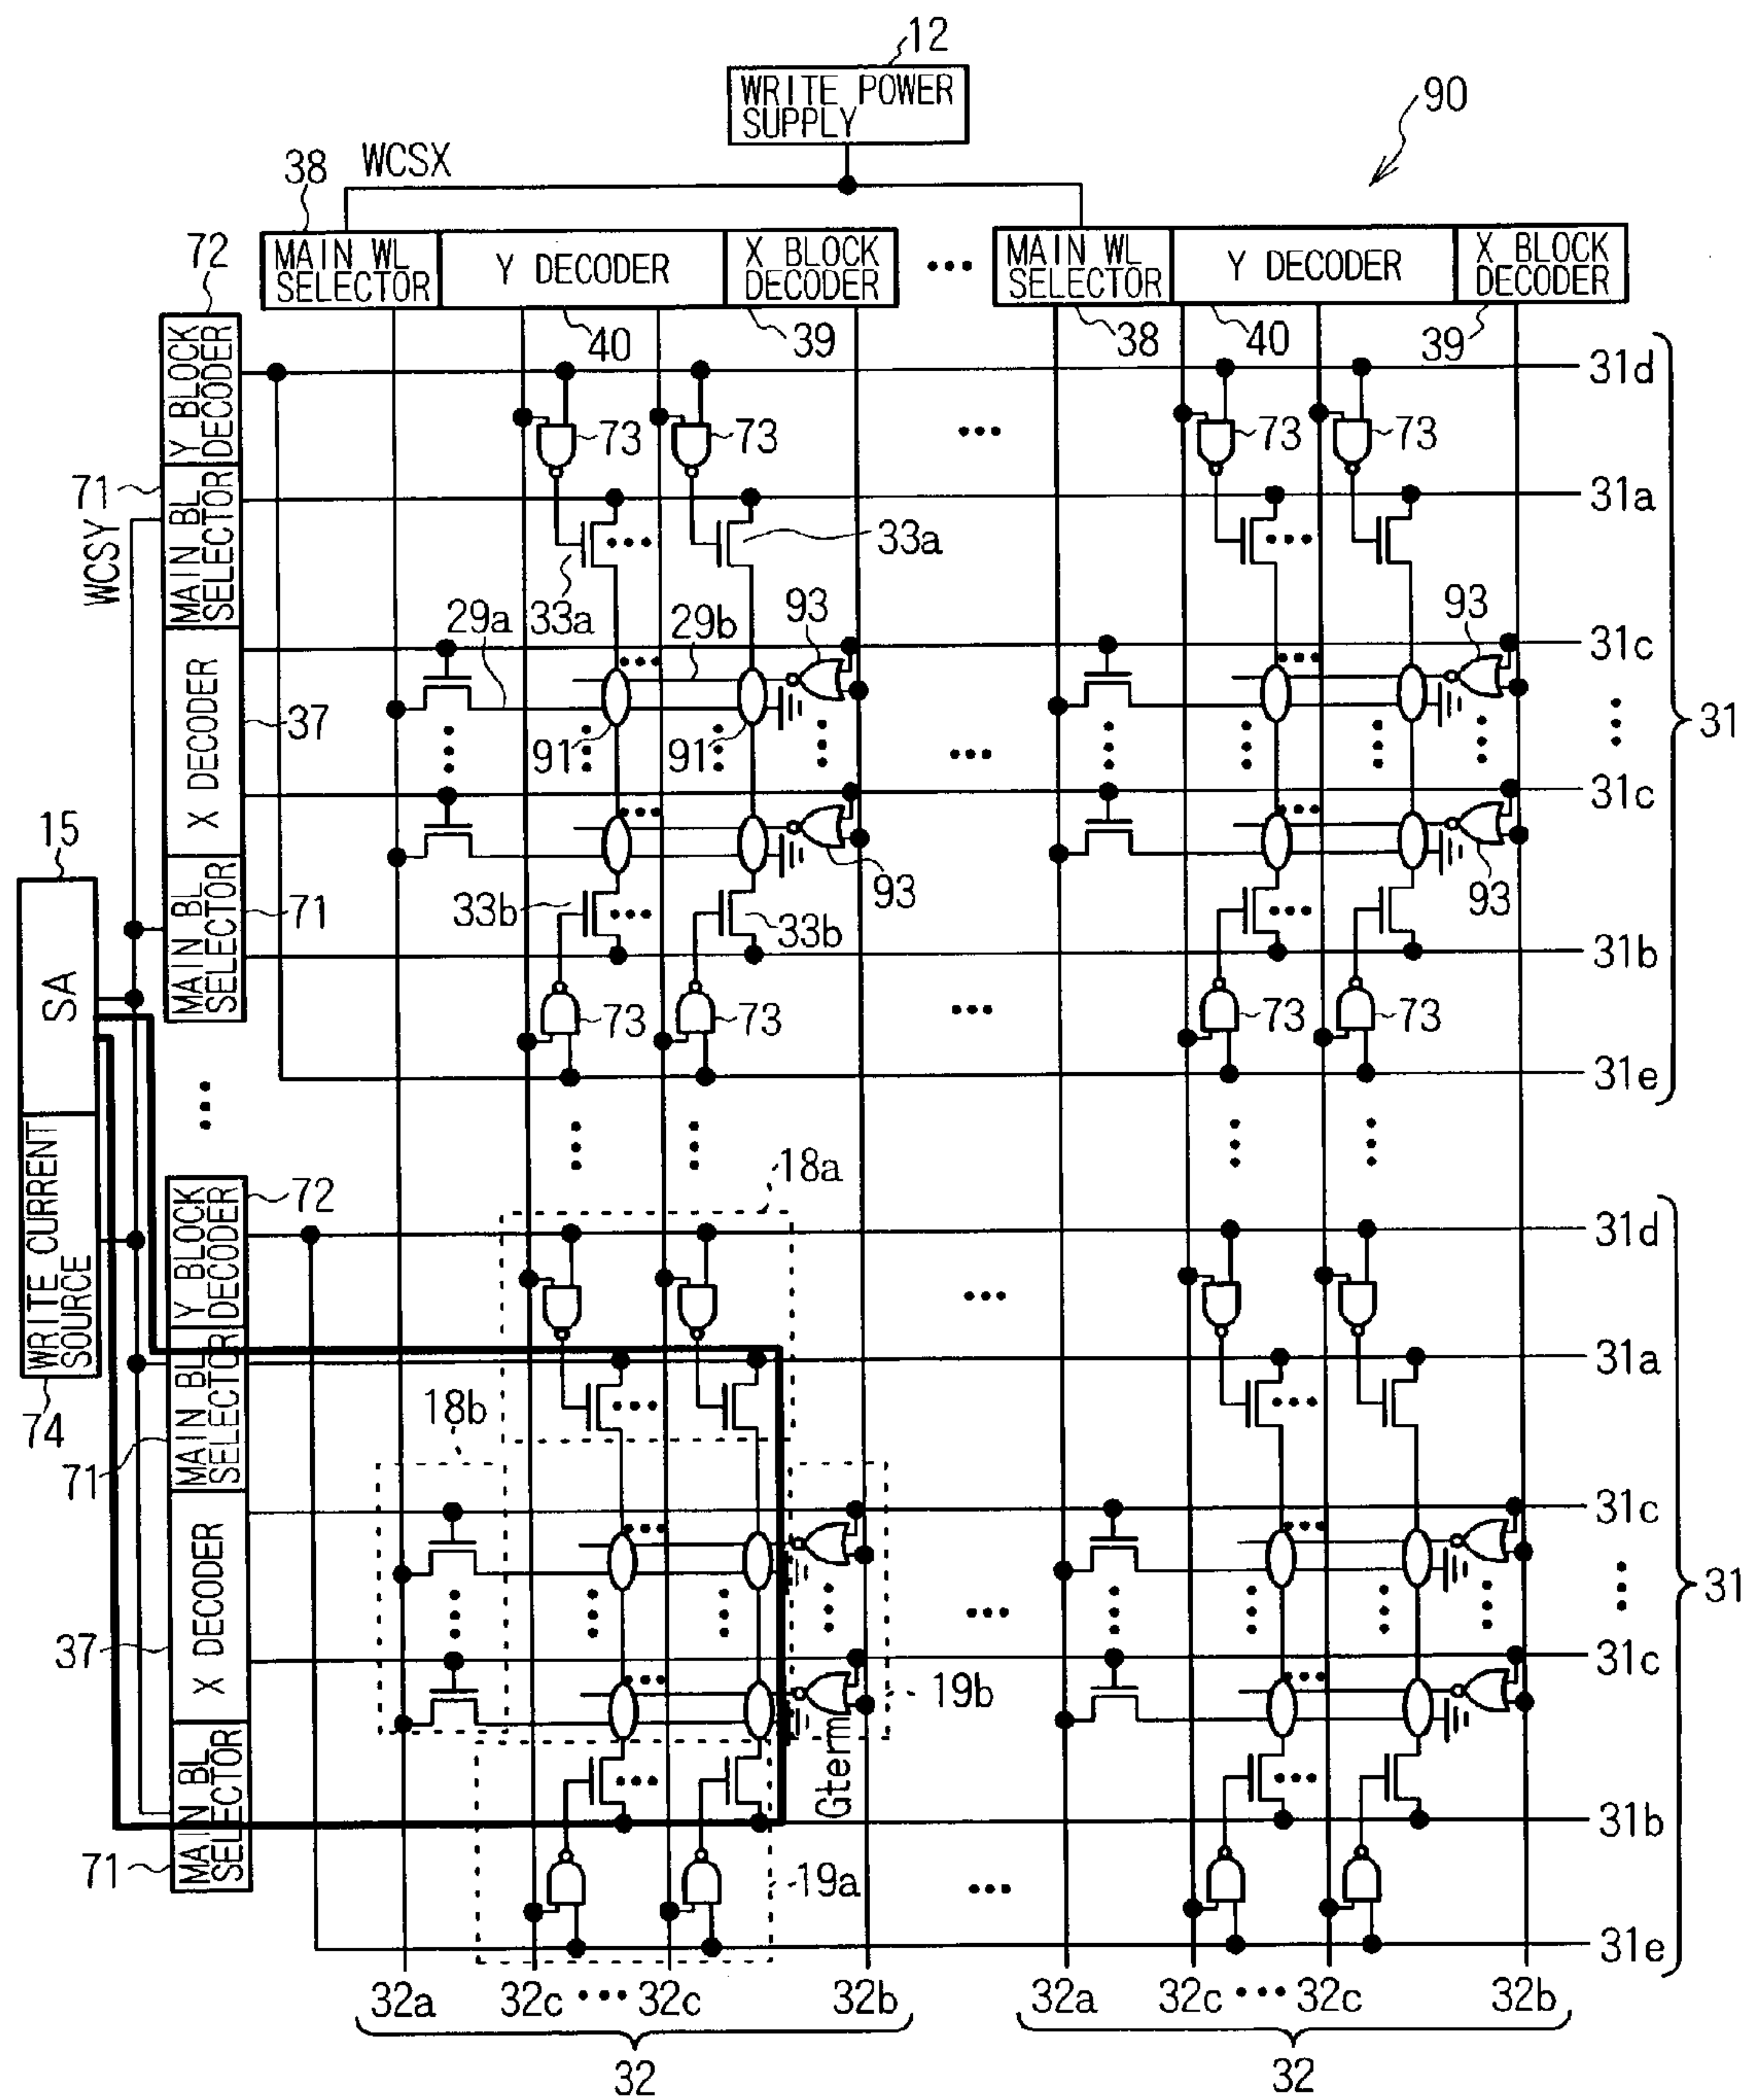 12
WRITE POWER
SUPPLY
90
38
WCSX
72
MAIN WL
SELECTOR
Y DECODER
X BLOCK
DECODER
MAIN WL
SELECTOR
Y DECODER
X BLOCK
DECODER
40
39
38
40
39
31d
Y BLOCK
DECODER
73
73
73
73
71
MAIN BL
SELECTOR
31a
WCSY
33a
33a
29a
29b
93
93
31c
X DECODER
37
91
91
31
31c
15
93
93
MAIN BL
SELECTOR
71
33b
33b
31b
SA
73
73
73
73
31e
WRITE CURRENT
SOURCE
18a
72
31d
Y BLOCK
DECODER
MAIN BL
SELECTOR
31a
74
18b
71
31c
X DECODER
31
37
31c
19b
Gterm
MAIN BL
SELECTOR
31b
71
19a
31e
32a
32c
32c
32b
32a
32c
32c
32b
32
32